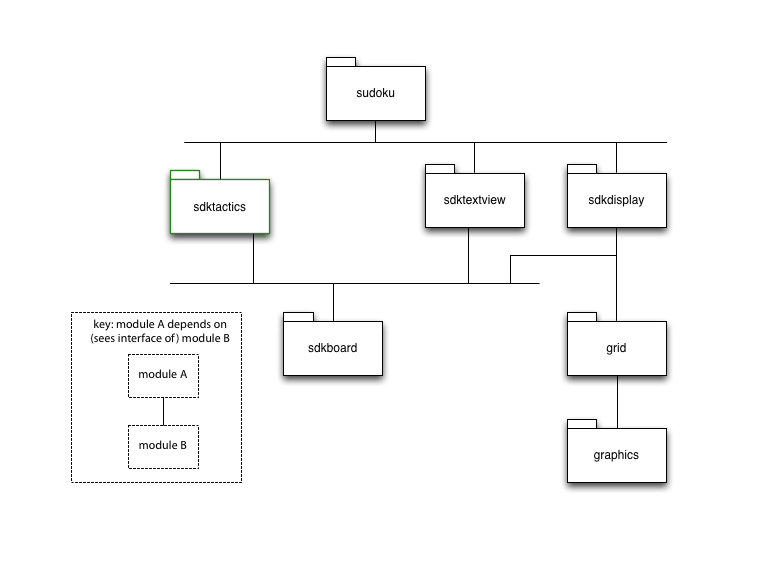 sudoku
sdktactics
sdktextview
sdkdisplay
key: module A depends on
(sees interface of) module B
module A
module B
sdkboard
grid
graphics